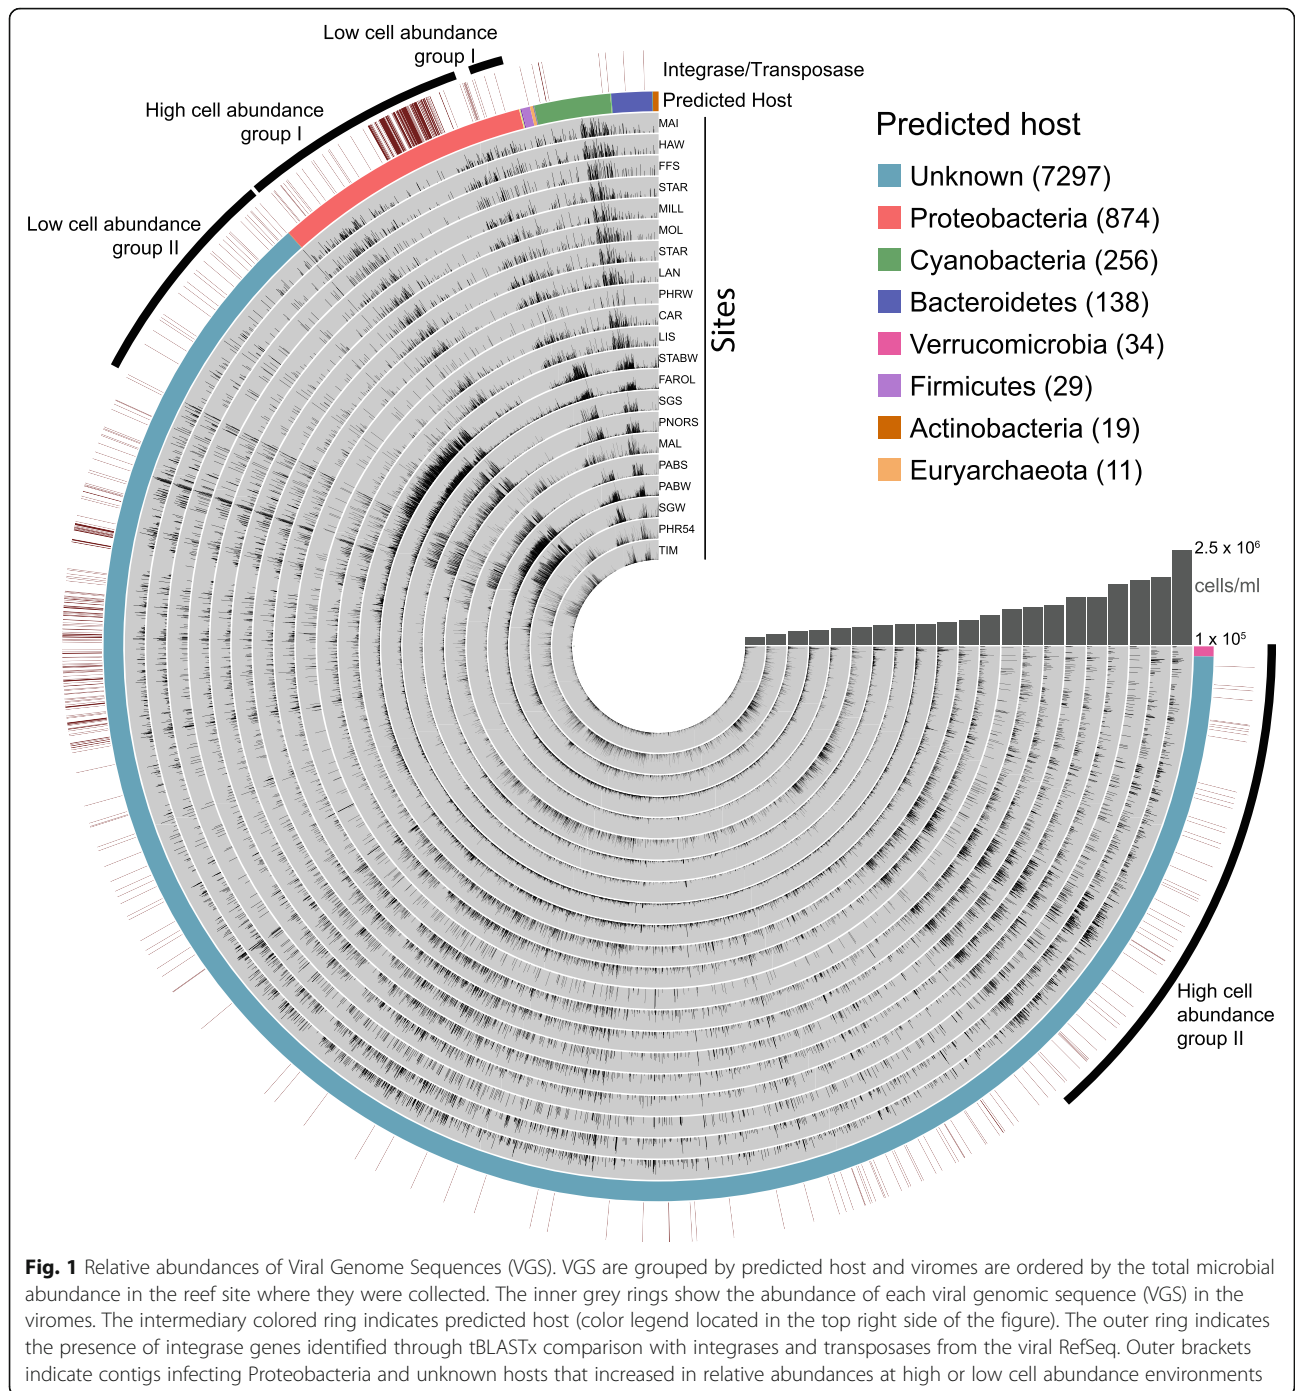 Low cell abundance
group I
High cell abundance
group I
Low cell abundance
group II
Integrase/Transposase
Predicted Host
MAI
HAW
FFS
STAR
MILL
MOL
STAR
LAN
PHRW
CAR
LIS
STABW
FAROL
SGS
PNORS
MAL
PABS
PABW
SGW
PHR54
TIM
Sites
Predicted host
Unknown (7297)
Proteobacteria (874)
Cyanobacteria (256)
Bacteroidetes (138)
Verrucomicrobia (34)
Firmicutes (29)
Actinobacteria (19)
Euryarchaeota (11)
2.5 x 10⁶
cells/ml
1 x 10⁵
High cell
abundance
group II
Fig. 1 Relative abundances of Viral Genome Sequences (VGS). VGS are grouped by predicted host and viromes are ordered by the total microbial
abundance in the reef site where they were collected. The inner grey rings show the abundance of each viral genomic sequence (VGS) in the
viromes. The intermediary colored ring indicates predicted host (color legend located in the top right side of the figure). The outer ring indicates
the presence of integrase genes identified through tBLASTx comparison with integrases and transposases from the viral RefSeq. Outer brackets
indicate contigs infecting Proteobacteria and unknown hosts that increased in relative abundances at high or low cell abundance environments